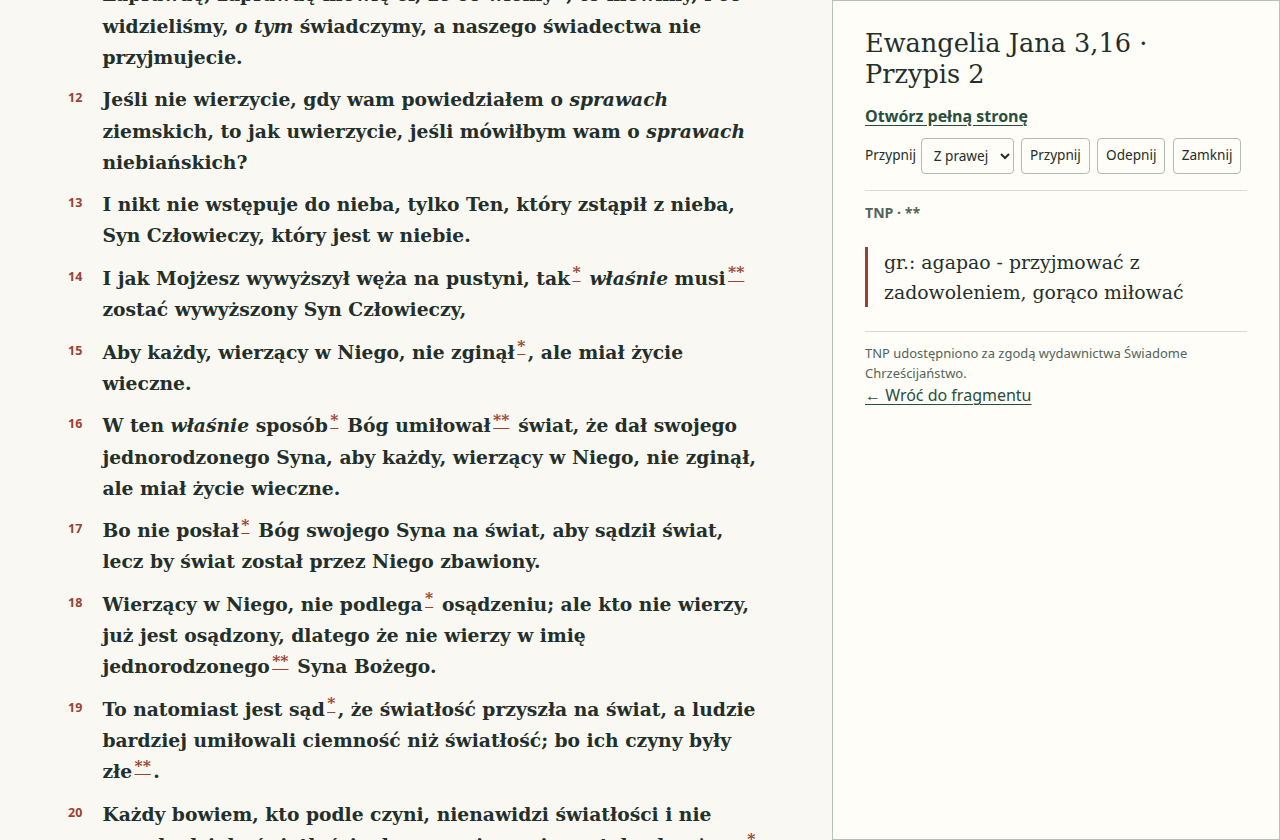 widzieliśmy, o tym świadczymy, a naszego świadectwa nie
przyjmujecie.
12 Jeśli nie wierzycie, gdy wam powiedziałem o sprawach
ziemskich, to jak uwierzycie, jeśli mówiłbym wam o sprawach
niebiańskich?
13 I nikt nie wstępuje do nieba, tylko Ten, który zstąpił z nieba,
Syn Człowieczy, który jest w niebie.
14 I jak Mojżesz wywyższył węża na pustyni, tak* właśnie musi**
zostać wywyższony Syn Człowieczy,
15 Aby każdy, wierzący w Niego, nie zginął*, ale miał życie
wieczne.
16 W ten właśnie sposób* Bóg umiłował** świat, że dał swojego
jednorodzonego Syna, aby każdy, wierzący w Niego, nie zginął,
ale miał życie wieczne.
17 Bo nie posłał* Bóg swojego Syna na świat, aby sądził świat,
lecz by świat został przez Niego zbawiony.
18 Wierzący w Niego, nie podlega* osądzeniu; ale kto nie wierzy,
już jest osądzony, dlatego że nie wierzy w imię
jednorodzonego** Syna Bożego.
19 To natomiast jest sąd*, że światłość przyszła na świat, a ludzie
bardziej umiłowali ciemność niż światłość; bo ich czyny były
złe**.
20 Każdy bowiem, kto podle czyni, nienawidzi światłości i nie
Ewangelia Jana 3,16 ·
Przypis 2
Otwórz pełną stronę
Przypnij Z prawej Przypnij Odepnij Zamknij
TNP · **
gr.: agapao - przyjmować z
zadowoleniem, gorąco miłować
TNP udostępniono za zgodą wydawnictwa Świadome
Chrześcijaństwo.
← Wróć do fragmentu